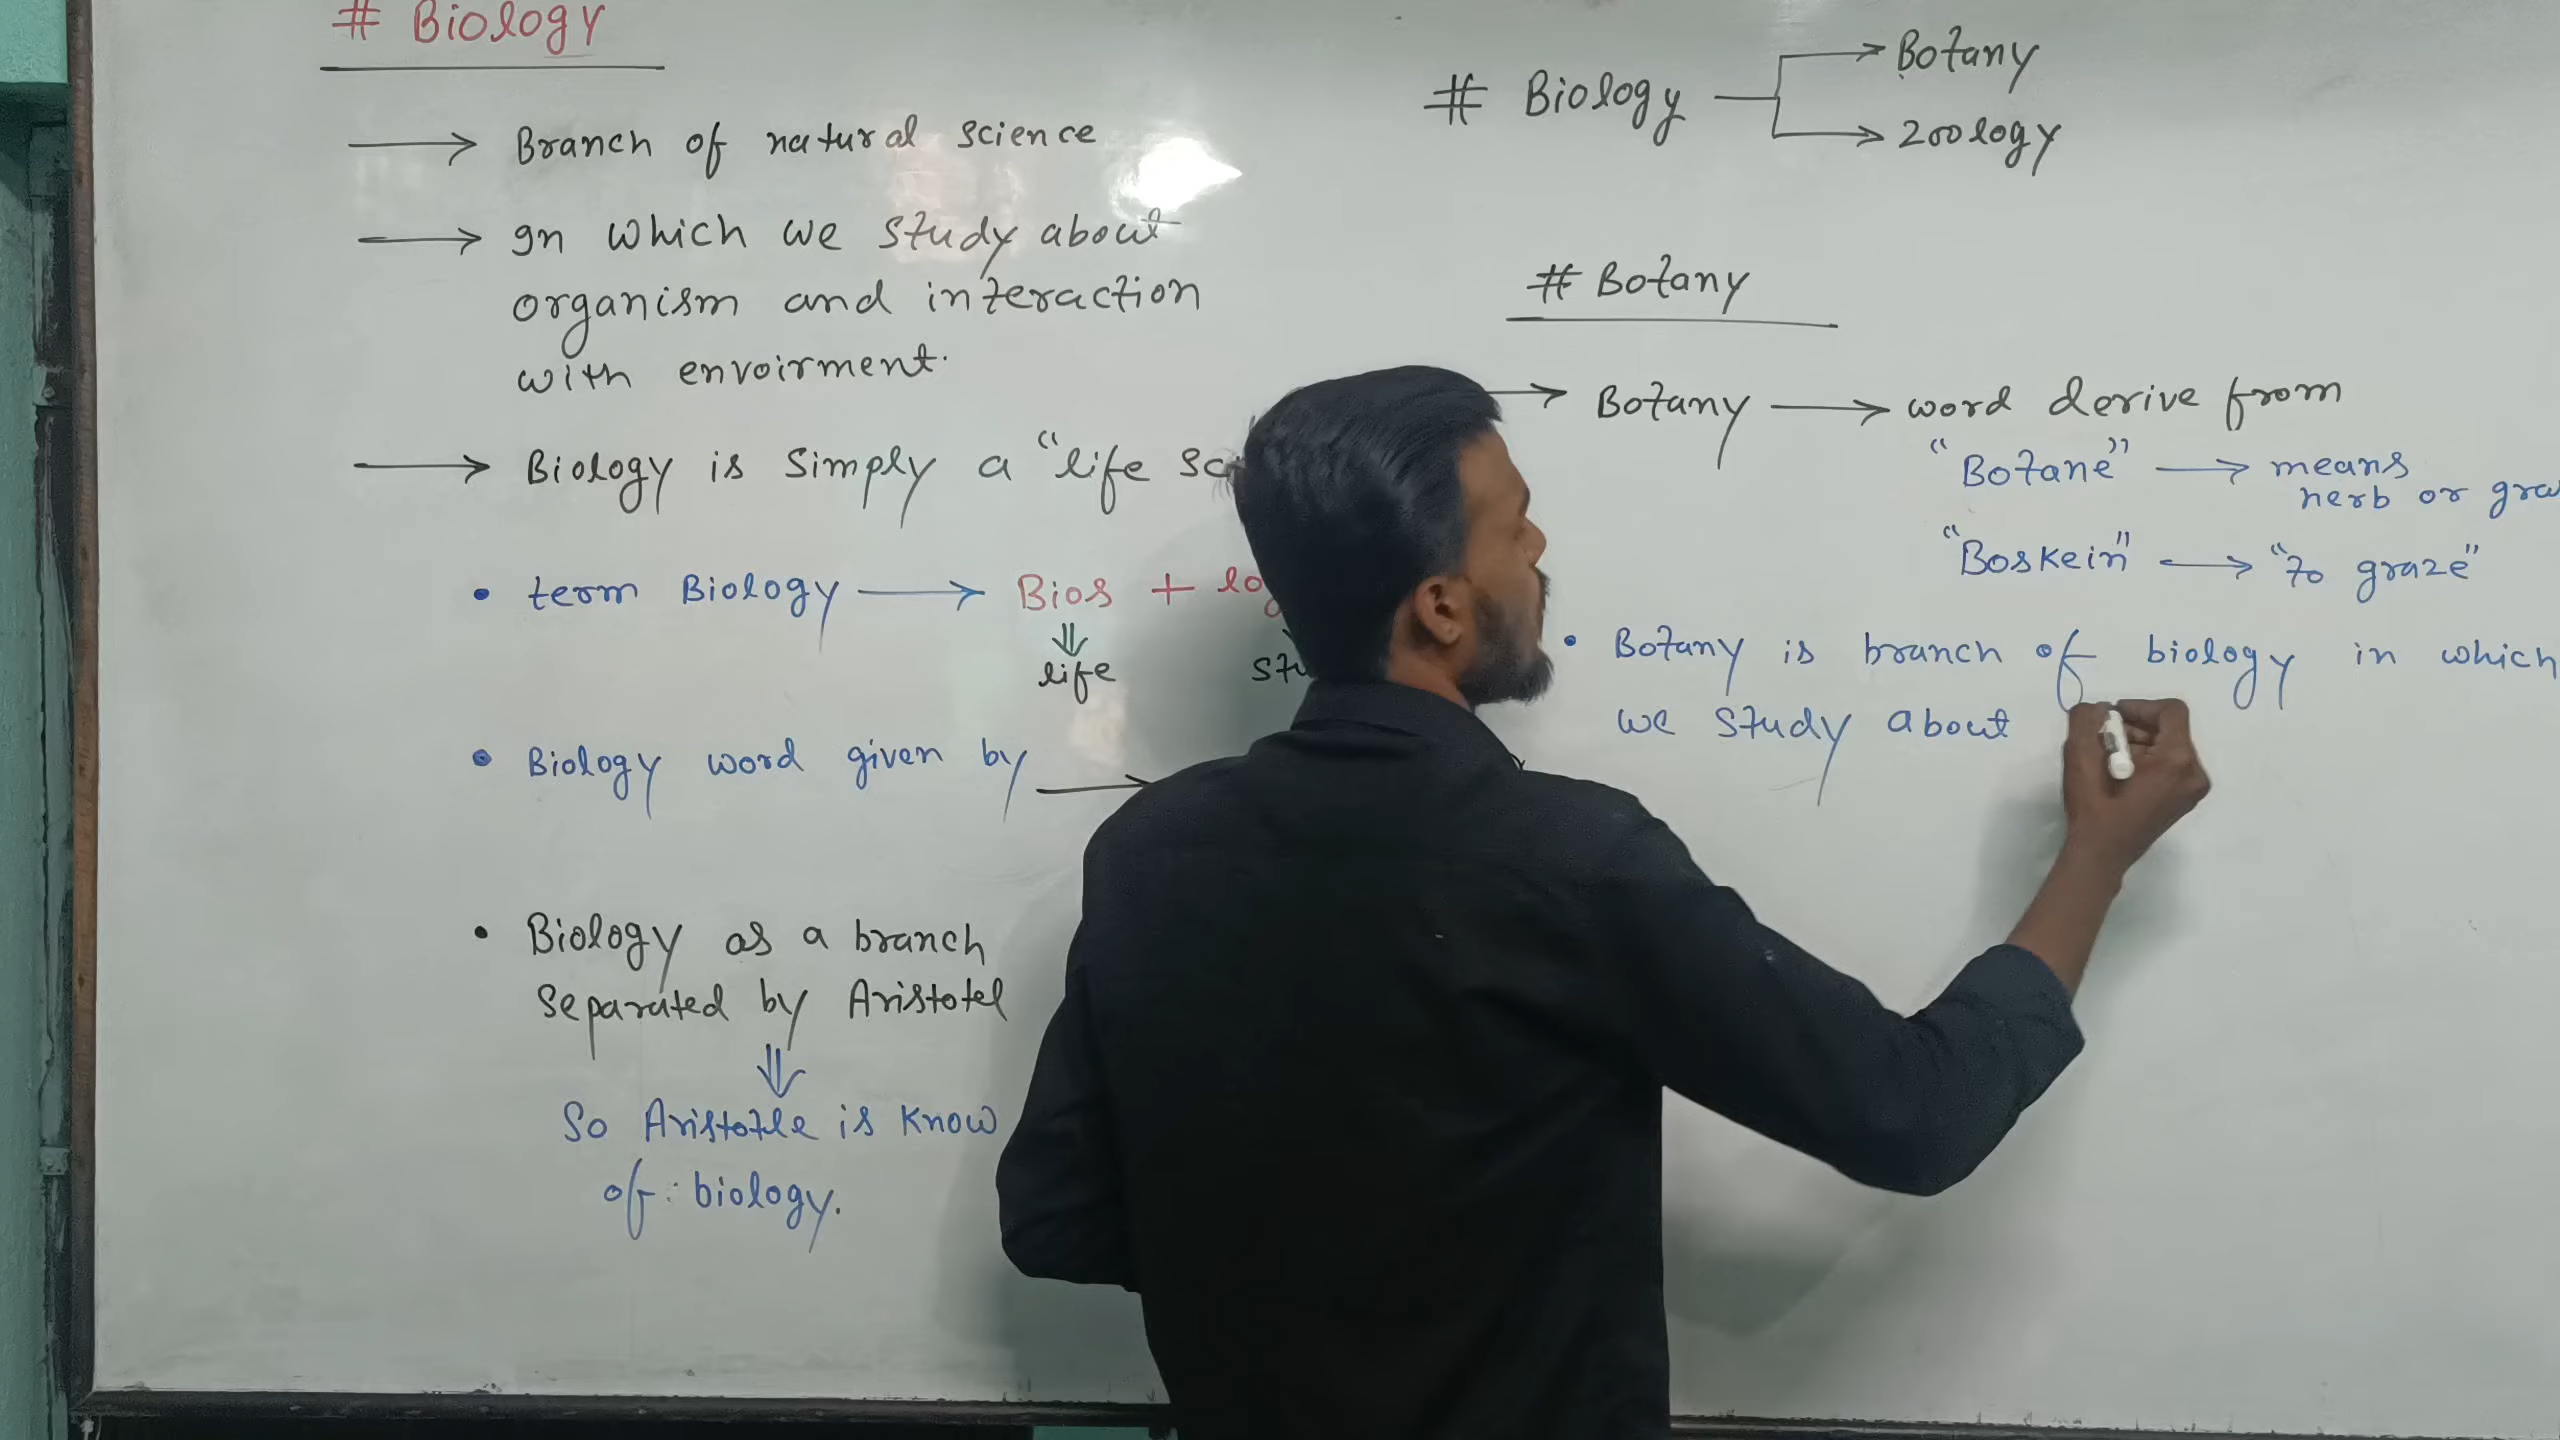 # Biology
→ Branch of natural science
→ In which we study about
organism and interaction
with envoirment.
→ Biology is simply a "life
• term Biology → Bios +
life
• Biology word given by →
• Biology as a branch
separated by Aristotel
So Aristotle is know
of biology.
# Biology → Botany
→ Zoology
# Botany
→ Botany → word derive from
"Botane" → means
herb or
"Boskein" → "to graze"
• Botany is branch of biology in which
we study about